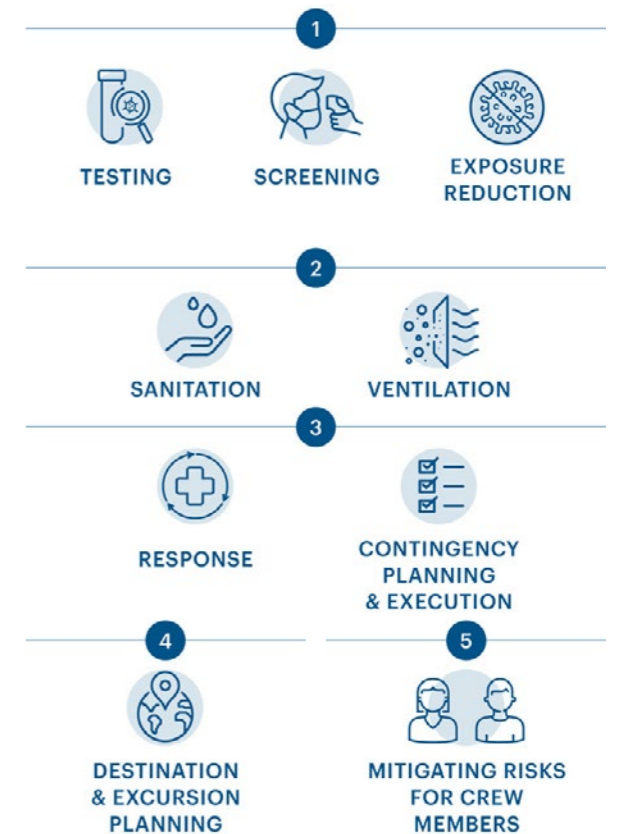 1
TESTING
SCREENING
EXPOSURE
REDUCTION
2
SANITATION
VENTILATION
3
RESPONSE
CONTINGENCY
PLANNING
& EXECUTION
4
DESTINATION
& EXCURSION
PLANNING
5
MITIGATING RISKS
FOR CREW
MEMBERS